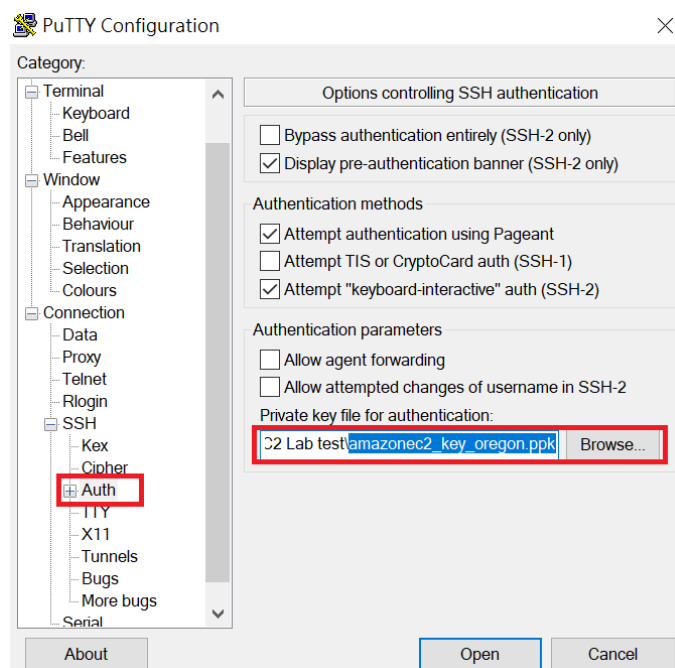 PuTTY Configuration
Category:
Terminal
Keyboard
Bell
Features
Window
Appearance
Behaviour
Translation
Selection
Colours
Connection
Data
Proxy
Telnet
Rlogin
SSH
Kex
Cipher
Auth
TTY
X11
Tunnels
Bugs
More bugs
Serial
Options controlling SSH authentication
Bypass authentication entirely (SSH-2 only)
Display pre-authentication banner (SSH-2 only)
Authentication methods
Attempt authentication using Pageant
Attempt TIS or CryptoCard auth (SSH-1)
Attempt "keyboard-interactive" auth (SSH-2)
Authentication parameters
Allow agent forwarding
Allow attempted changes of username in SSH-2
Private key file for authentication:
C2 Lab test\amazonec2_key_oregon.ppk Browse...
About Open Cancel